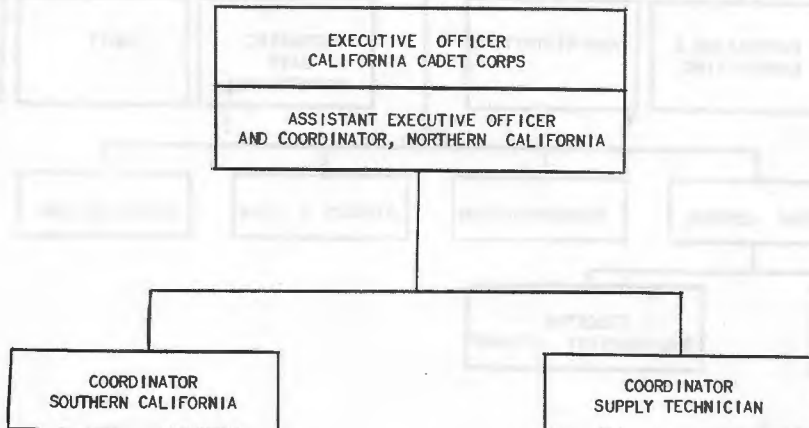 EXECUTIVE OFFICER
CALIFORNIA CADET CORPS
ASSISTANT EXECUTIVE OFFICER
AND COORDINATOR, NORTHERN CALIFORNIA
COORDINATOR
SOUTHERN CALIFORNIA
COORDINATOR
SUPPLY TECHNICIAN